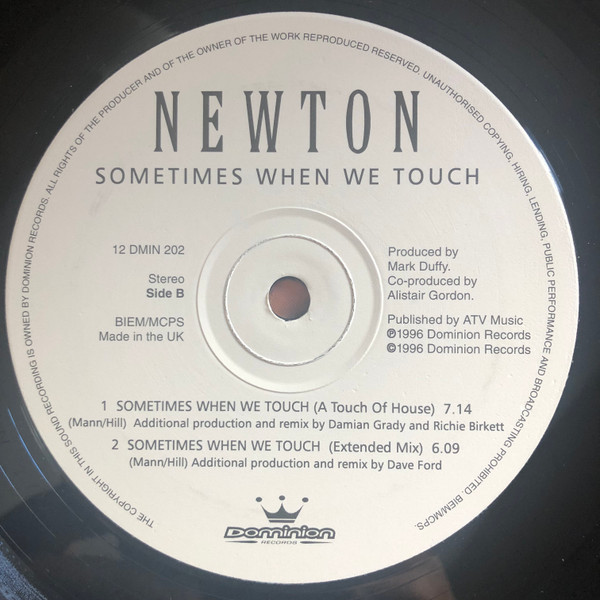 THE COPYRIGHT IN THIS SOUND RECORDING IS OWNED BY DOMINION RECORDS. ALL RIGHTS OF THE PRODUCER AND OF THE OWNER OF THE WORK REPRODUCED RESERVED. UNAUTHORISED COPYING, HIRING, LENDING, PUBLIC PERFORMANCE AND BROADCASTING PROHIBITED. BIEM/MCPS.
NEWTON
SOMETIMES WHEN WE TOUCH
12 DMIN 202
Stereo
Side B
BIEM/MCPS
Made in the UK
Produced by
Mark Duffy.
Co-produced by
Alistair Gordon.
Published by ATV Music
℗1996 Dominion Records
©1996 Dominion Records
1 SOMETIMES WHEN WE TOUCH (A Touch Of House) 7.14
(Mann/Hill) Additional production and remix by Damian Grady and Richie Birkett
2 SOMETIMES WHEN WE TOUCH (Extended Mix) 6.09
(Mann/Hill) Additional production and remix by Dave Ford
Dominion
RECORDS